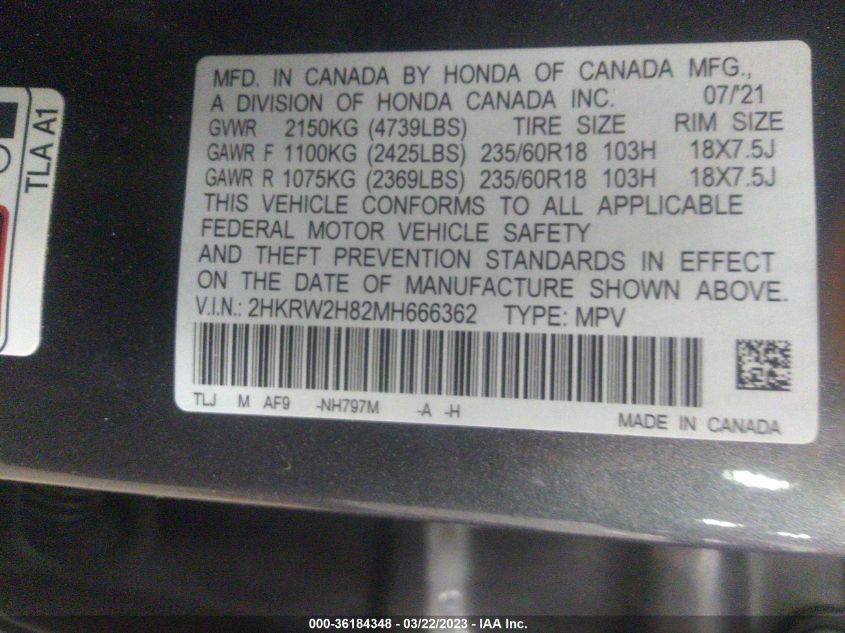 TLA A1
MFD. IN CANADA BY HONDA OF CANADA MFG.,
A DIVISION OF HONDA CANADA INC. 07/'21
GVWR 2150KG (4739LBS) TIRE SIZE RIM SIZE
GAWR F 1100KG (2425LBS) 235/60R18 103H 18X7.5J
GAWR R 1075KG (2369LBS) 235/60R18 103H 18X7.5J
THIS VEHICLE CONFORMS TO ALL APPLICABLE
FEDERAL MOTOR VEHICLE SAFETY
AND THEFT PREVENTION STANDARDS IN EFFECT
ON THE DATE OF MANUFACTURE SHOWN ABOVE.
V.I.N.: 2HKRW2H82MH666362 TYPE: MPV
TLJ M AF9 -NH797M -A -H
MADE IN CANADA
000-36184348 - 03/22/2023 - IAA Inc.